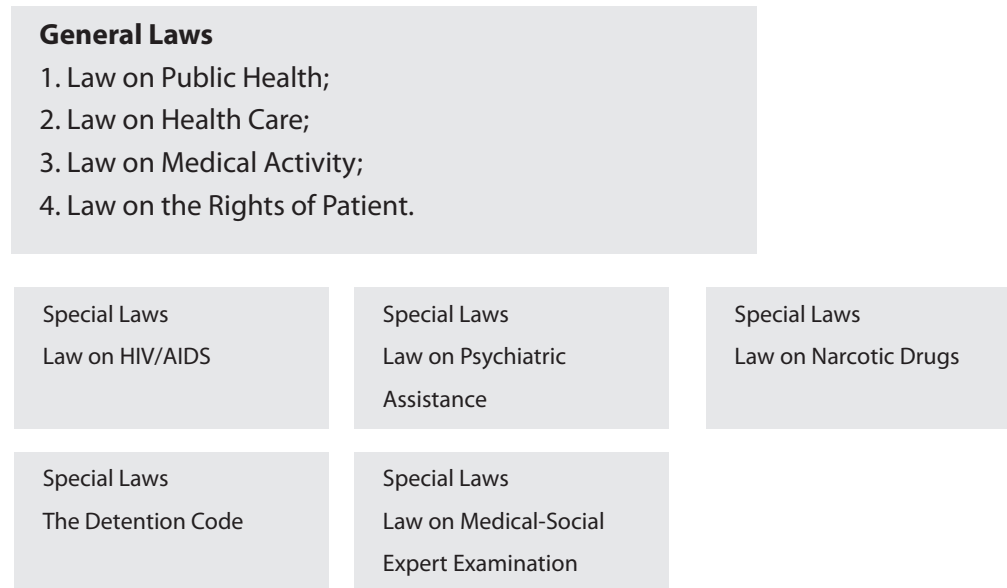 General Laws
1. Law on Public Health;
2. Law on Health Care;
3. Law on Medical Activity;
4. Law on the Rights of Patient.
Special Laws
Law on HIV/AIDS
Special Laws
Law on Psychiatric
Assistance
Special Laws
Law on Narcotic Drugs
Special Laws
The Detention Code
Special Laws
Law on Medical-Social
Expert Examination